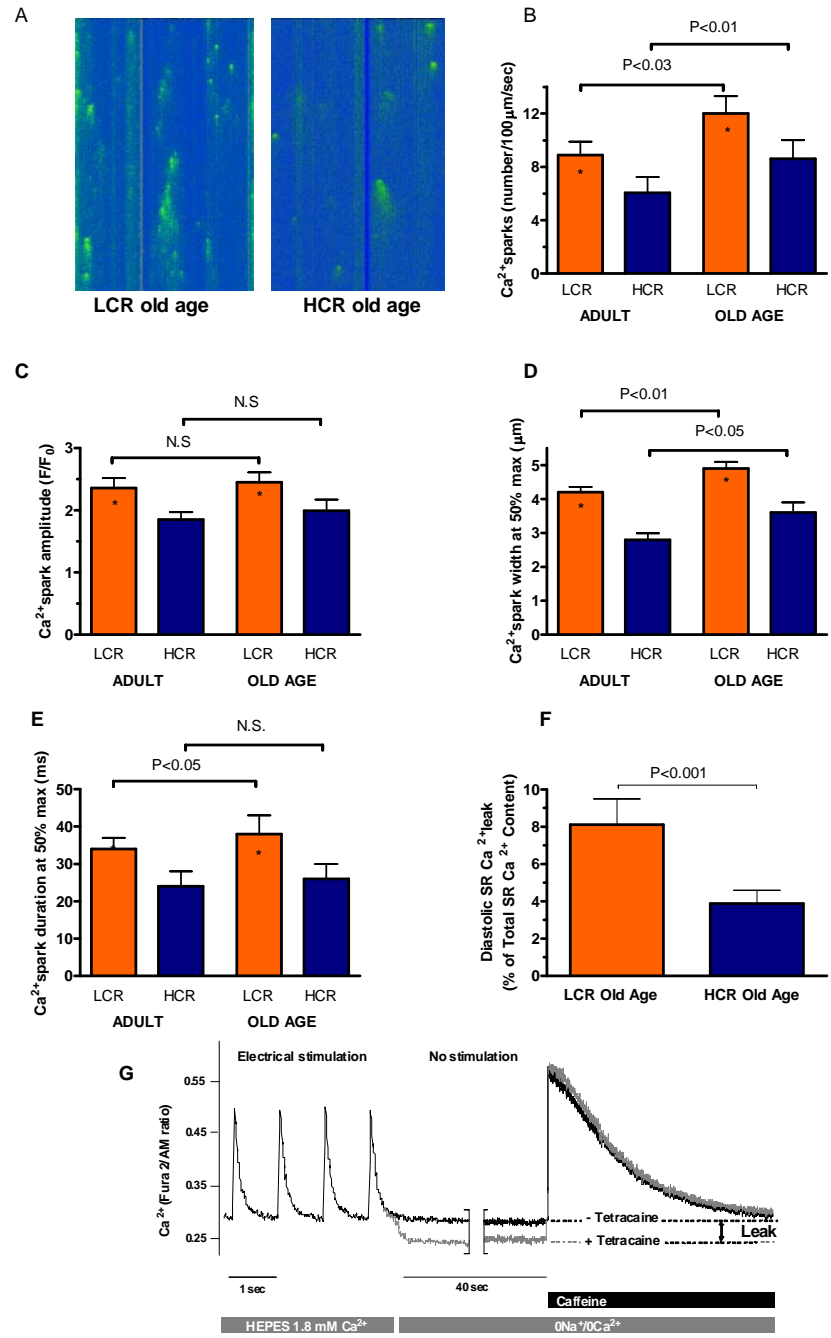 A
LCR old age
HCR old age
B
P<0.01
P<0.03
Ca²⁺sparks (number/100µm/sec)
12
9
6
3
0
*
*
LCR HCR LCR HCR
ADULT OLD AGE
C
N.S
N.S
Ca²⁺spark amplitude (F/F₀)
3
2
1
0
*
*
LCR HCR LCR HCR
ADULT OLD AGE
D
P<0.01
P<0.05
Ca²⁺spark width at 50% max (µm)
5
4
3
2
1
0
*
*
LCR HCR LCR HCR
ADULT OLD AGE
E
N.S.
P<0.05
Ca²⁺spark duration at 50% max (ms)
50
40
30
20
10
0
*
*
LCR HCR LCR HCR
ADULT OLD AGE
F
P<0.001
Diastolic SR Ca²⁺leak
(% of Total SR Ca²⁺ Content)
10
8
6
4
2
0
LCR Old Age HCR Old Age
G
Electrical stimulation No stimulation
Ca²⁺ (Fura 2/AM ratio)
0.55
0.45
0.35
0.25
- Tetracaine
Leak
+ Tetracaine
1 sec
40 sec
Caffeine
HEPES 1.8 mM Ca²⁺
0Na⁺/0Ca²⁺